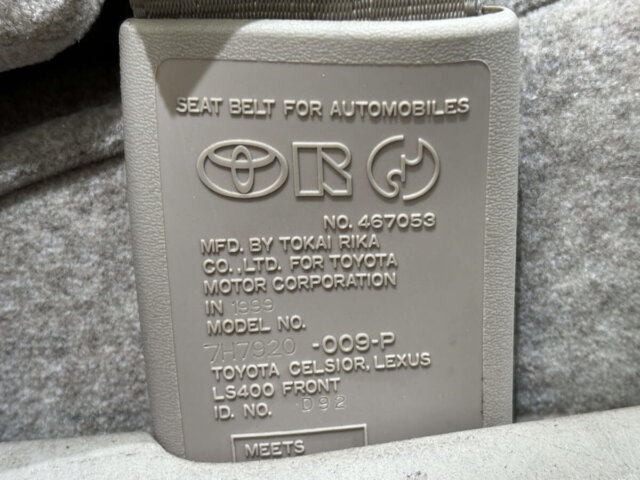 SEAT BELT FOR AUTOMOBILES
NO. 467053
MFD. BY TOKAI RIKA
CO.,LTD. FOR TOYOTA
MOTOR CORPORATION
IN 1999
MODEL NO.
7H7920 -009-P
TOYOTA CELSIOR, LEXUS
LS400 FRONT
ID. NO. D92
MEETS